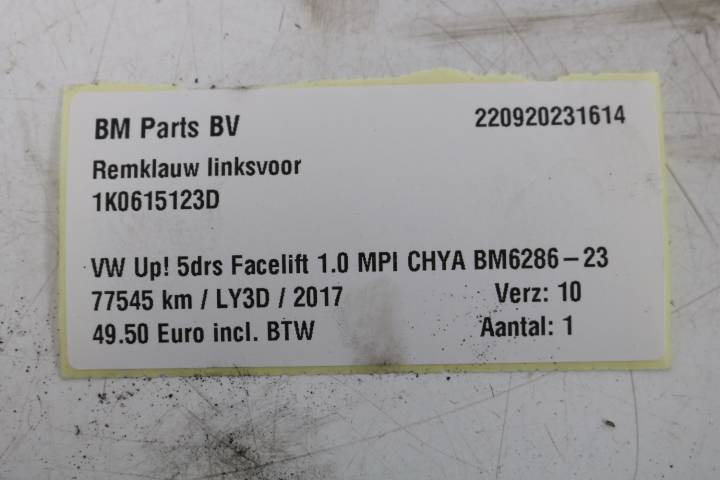 BM Parts BV 220920231614
Remklauw linksvoor
1K0615123D
VW Up! 5drs Facelift 1.0 MPI CHYA BM6286-23
77545 km / LY3D / 2017 Verz: 10
49.50 Euro incl. BTW Aantal: 1